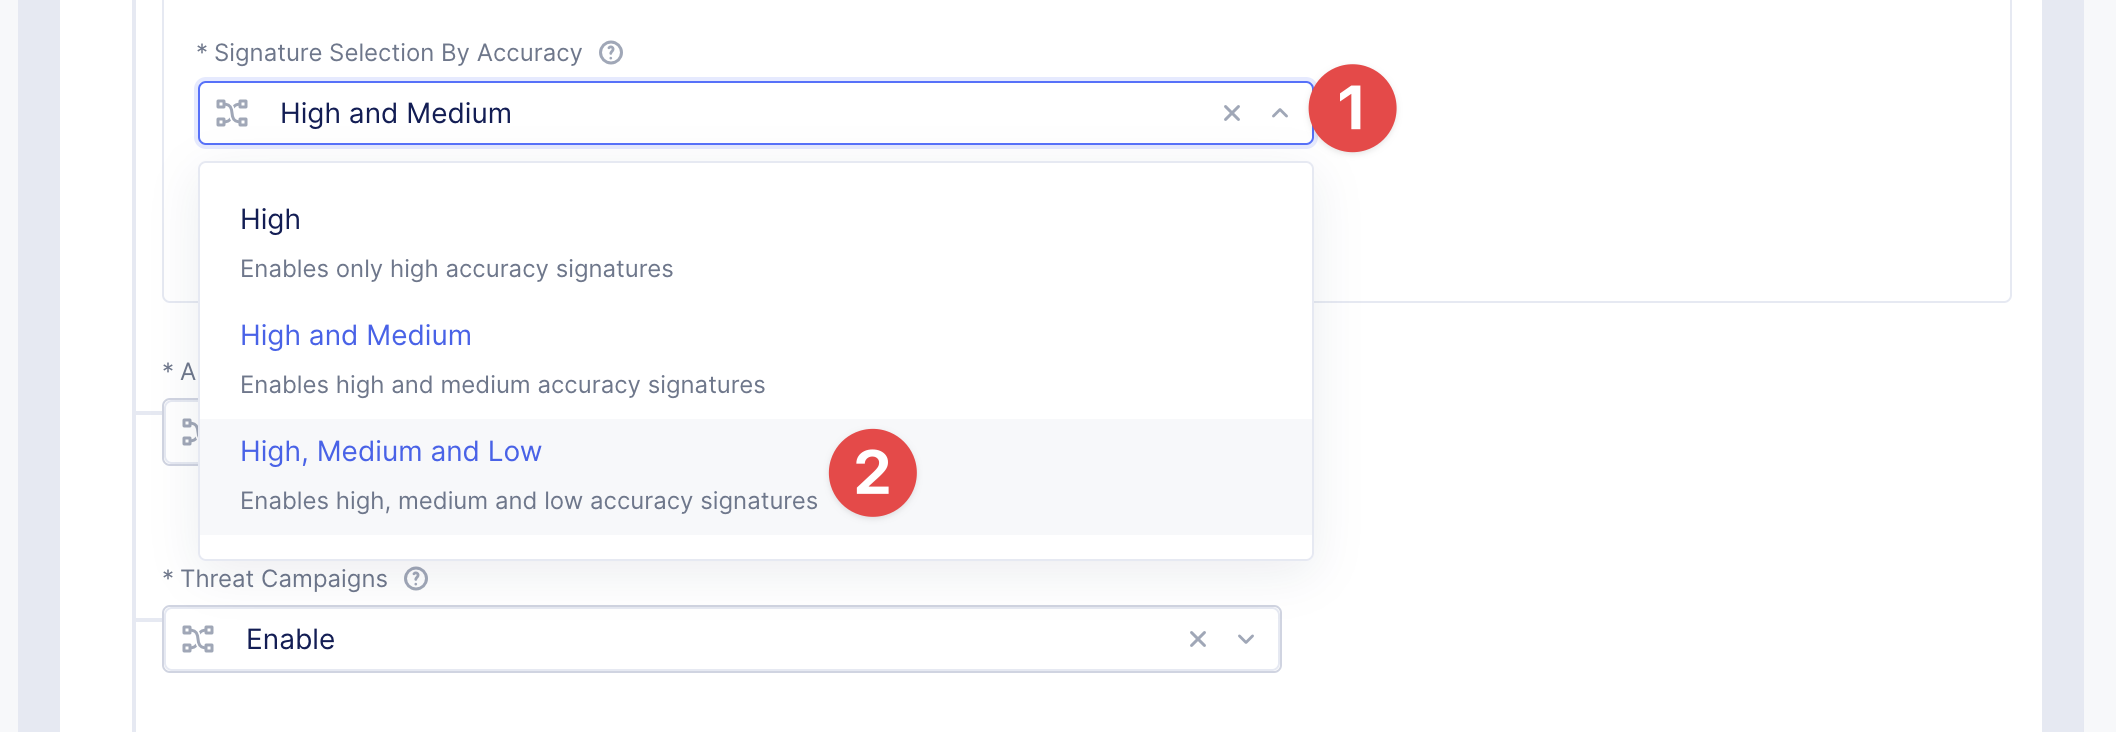 * Signature Selection By Accuracy
High and Medium
1
High
Enables only high accuracy signatures
High and Medium
Enables high and medium accuracy signatures
* A
High, Medium and Low
Enables high, medium and low accuracy signatures
2
* Threat Campaigns
Enable